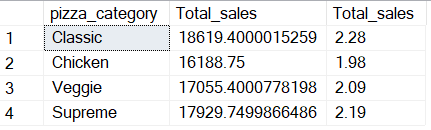 pizza_category Total_sales Total_sales
1 Classic 18619.4000015259 2.28
2 Chicken 16188.75 1.98
3 Veggie 17055.4000778198 2.09
4 Supreme 17929.7499866486 2.19